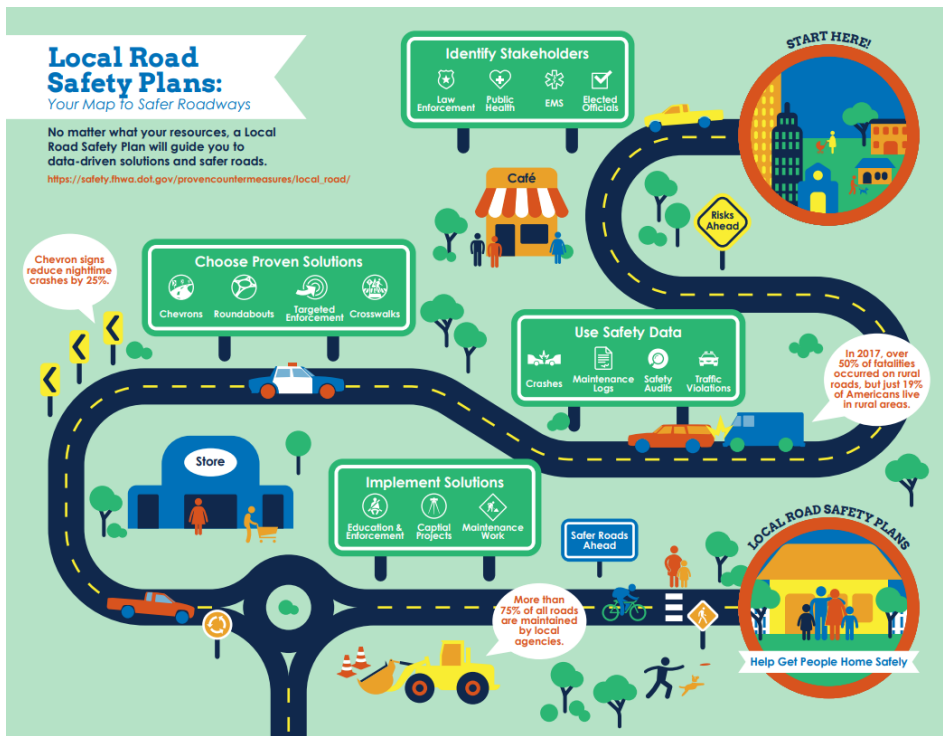 Local Road
Safety Plans:
Your Map to Safer Roadways
No matter what your resources, a Local
Road Safety Plan will guide you to
data-driven solutions and safer roads.
https://safety.fhwa.dot.gov/provencountermeasures/local_road/
START HERE!
Identify Stakeholders
Law
Enforcement
Public
Health
EMS
Elected
Officials
Café
Risks
Ahead
Use Safety Data
Crashes
Maintenance
Logs
Safety
Audits
Traffic
Violations
In 2017, over
50% of fatalities
occurred on rural
roads, but just 19%
of Americans live
in rural areas.
Choose Proven Solutions
Chevrons
Roundabouts
Targeted
Enforcement
Crosswalks
Chevron signs
reduce nighttime
crashes by 25%.
Store
Implement Solutions
Education &
Enforcement
Captial
Projects
Maintenance
Work
Safer Roads
Ahead
More than
75% of all roads
are maintained
by local
agencies.
LOCAL ROAD SAFETY PLANS
Help Get People Home Safely